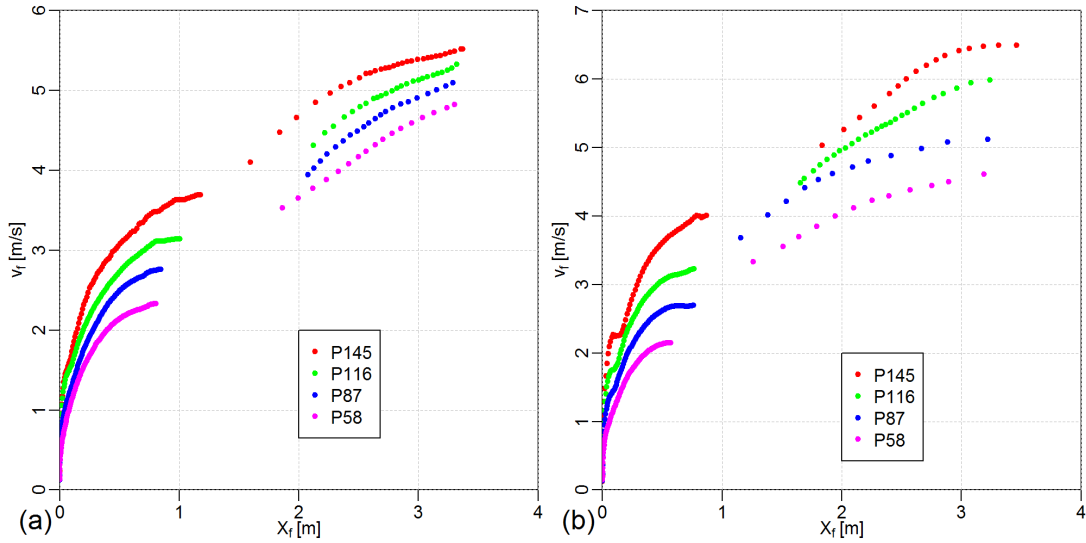 6
5
4
3
2
1
0
v_f [m/s]
P145
P116
P87
P58
0 1 2 3 4
X_f [m]
(a)
7
6
5
4
3
2
1
0
v_f [m/s]
P145
P116
P87
P58
0 1 2 3 4
X_f [m]
(b)